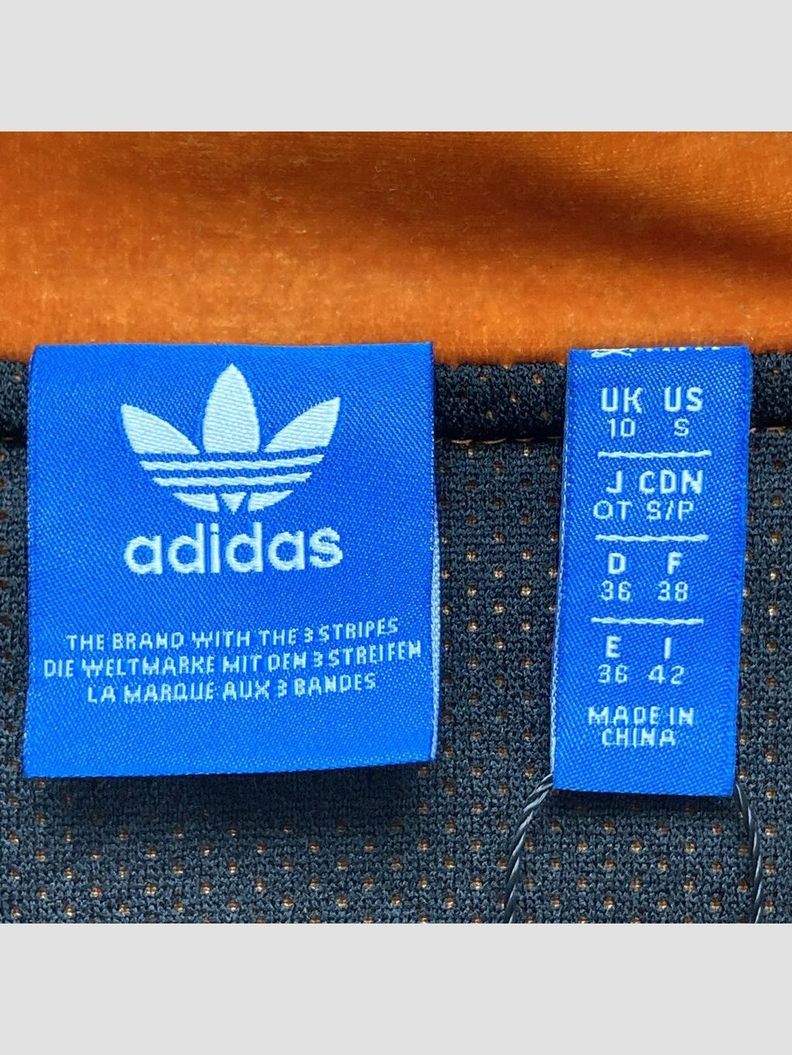 adidas
THE BRAND WITH THE 3 STRIPES
DIE WELTMARKE MIT DEN 3 STREIFEN
LA MARQUE AUX 3 BANDES
UK US
10 S
J CDN
OT S/P
D F
36 38
E I
36 42
MADE IN
CHINA